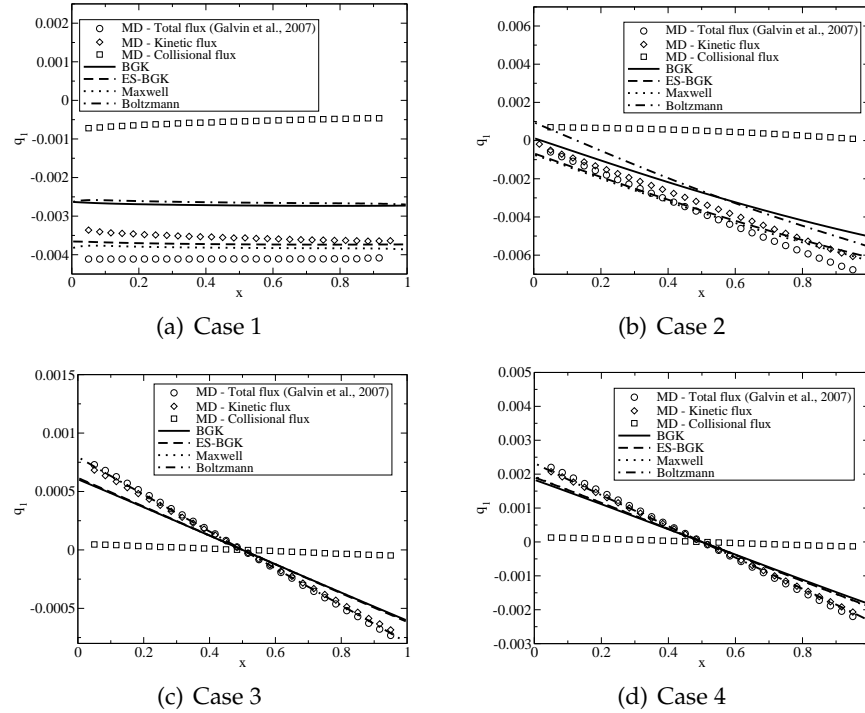 0.002
0.001
0
-0.001
-0.002
-0.003
-0.004
q1
MD - Total flux (Galvin et al., 2007)
MD - Kinetic flux
MD - Collisional flux
BGK
ES-BGK
Maxwell
Boltzmann
0 0.2 0.4 0.6 0.8 1
x
(a) Case 1
0.006
0.004
0.002
0
-0.002
-0.004
-0.006
q1
MD - Total flux (Galvin et al., 2007)
MD - Kinetic flux
MD - Collisional flux
BGK
ES-BGK
Maxwell
Boltzmann
0 0.2 0.4 0.6 0.8
x
(b) Case 2
0.0015
0.001
0.0005
0
-0.0005
q1
MD - Total flux (Galvin et al., 2007)
MD - Kinetic flux
MD - Collisional flux
BGK
ES-BGK
Maxwell
Boltzmann
0 0.2 0.4 0.6 0.8 1
x
(c) Case 3
0.005
0.004
0.003
0.002
0.001
0
-0.001
-0.002
-0.003
q1
MD - Total flux (Galvin et al., 2007)
MD - Kinetic flux
MD - Collisional flux
BGK
ES-BGK
Maxwell
Boltzmann
0 0.2 0.4 0.6 0.8
x
(d) Case 4